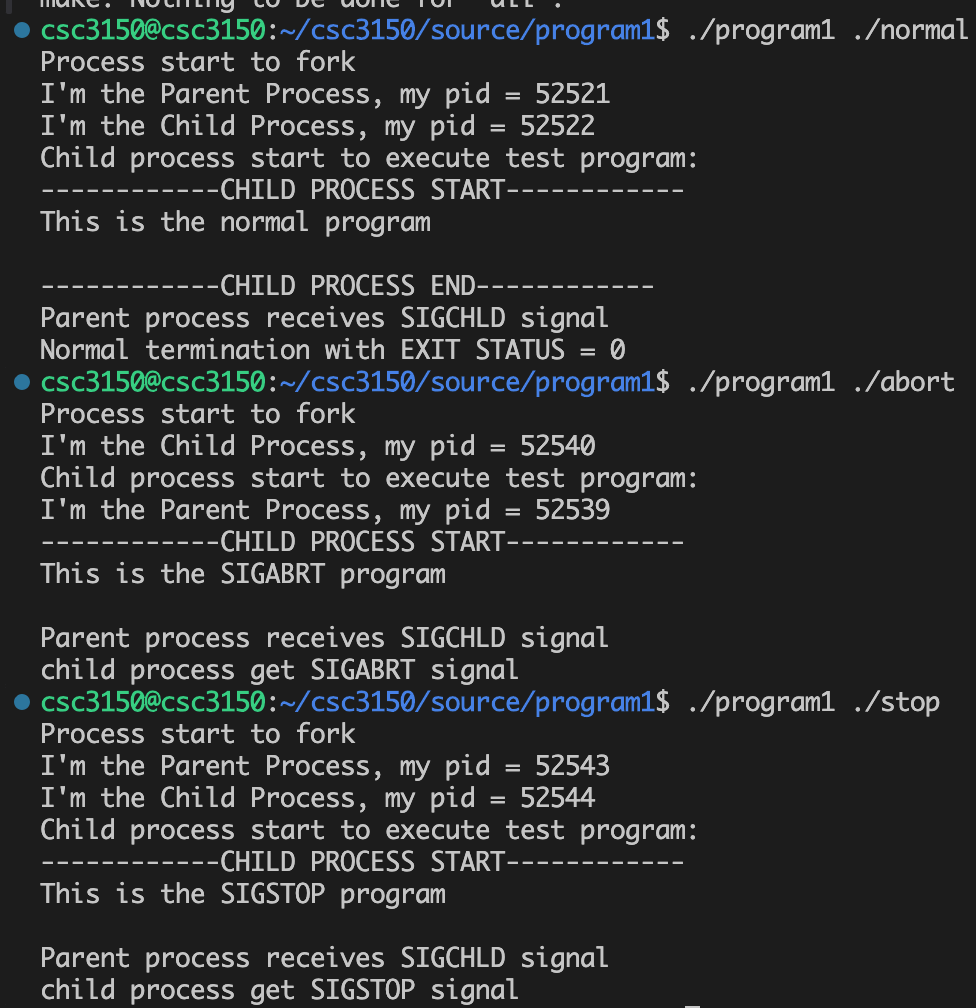 make: Nothing to be done for 'all'.
csc3150@csc3150:~/csc3150/source/program1$ ./program1 ./normal
Process start to fork
I'm the Parent Process, my pid = 52521
I'm the Child Process, my pid = 52522
Child process start to execute test program:
------------CHILD PROCESS START------------
This is the normal program

------------CHILD PROCESS END------------
Parent process receives SIGCHLD signal
Normal termination with EXIT STATUS = 0
csc3150@csc3150:~/csc3150/source/program1$ ./program1 ./abort
Process start to fork
I'm the Child Process, my pid = 52540
Child process start to execute test program:
I'm the Parent Process, my pid = 52539
------------CHILD PROCESS START------------
This is the SIGABRT program

Parent process receives SIGCHLD signal
child process get SIGABRT signal
csc3150@csc3150:~/csc3150/source/program1$ ./program1 ./stop
Process start to fork
I'm the Parent Process, my pid = 52543
I'm the Child Process, my pid = 52544
Child process start to execute test program:
------------CHILD PROCESS START------------
This is the SIGSTOP program

Parent process receives SIGCHLD signal
child process get SIGSTOP signal